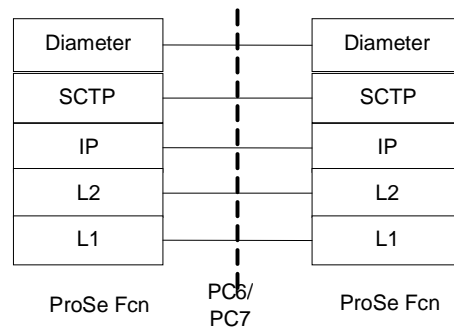 Diameter Diameter
SCTP SCTP
IP IP
L2 L2
L1 L1
ProSe Fcn PC6/ ProSe Fcn
PC7